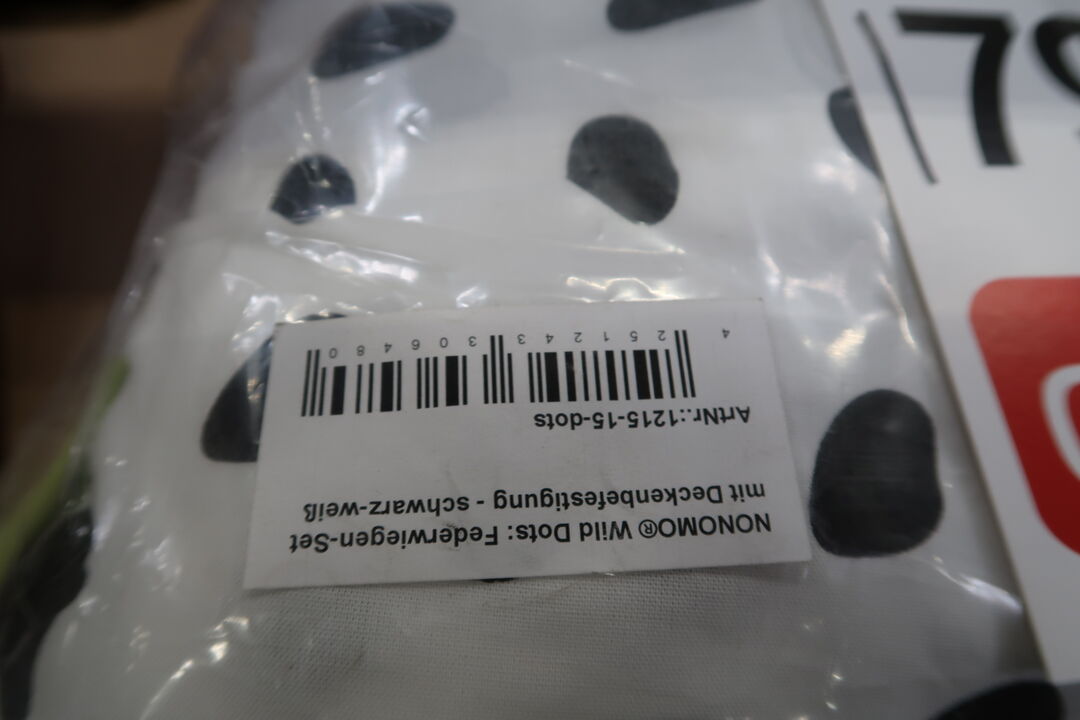 NONOMO® Wild Dots: Federwiegen-Set
mit Deckenbefestigung - schwarz-weiß
ArtNr.:1215-15-dots
4 251243 306480